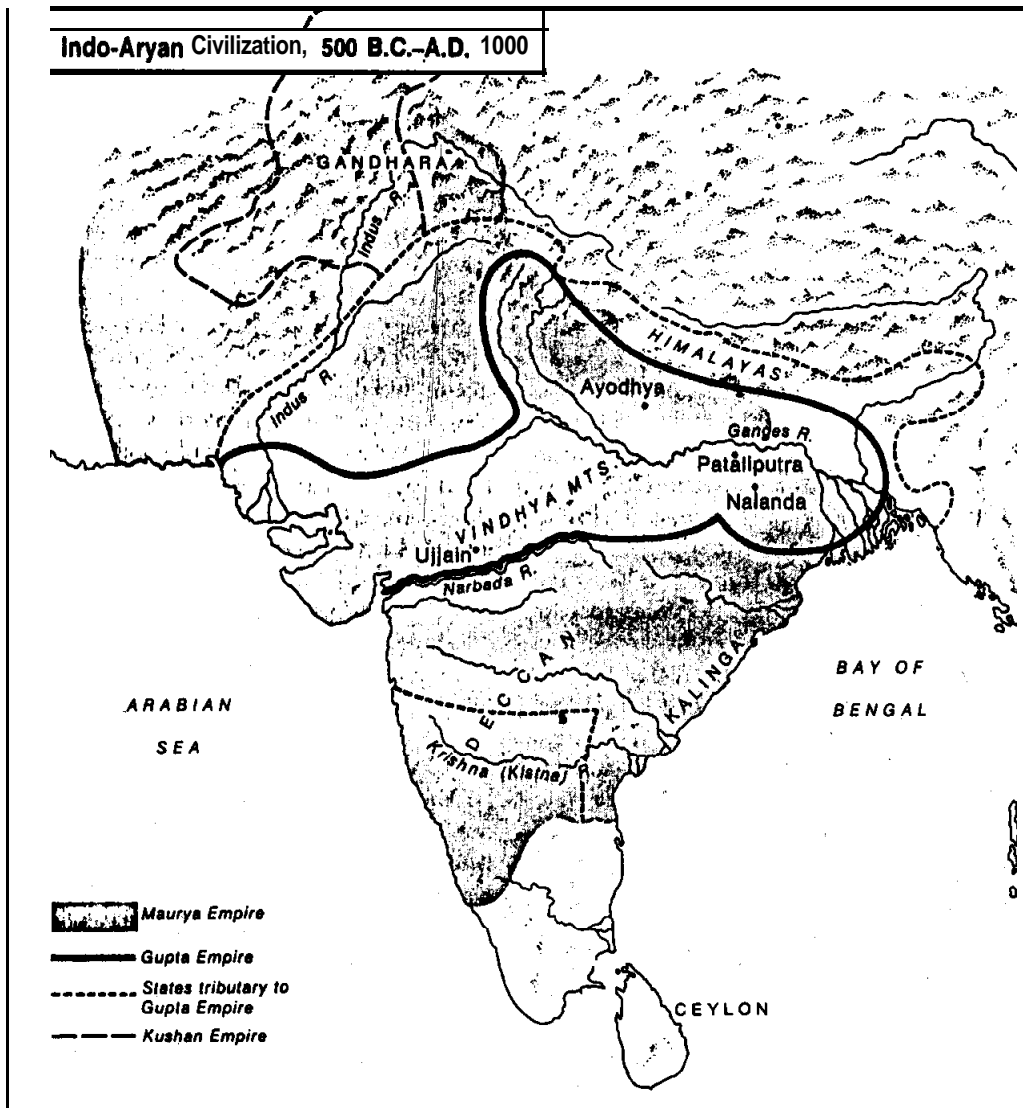 Indo-Aryan Civilization, 500 B.C.–A.D. 1000
GANDHARA
Indus R.
Indus R.
HIMALAYAS
Ayodhya
Ganges R.
Pataliputra
Nalanda
VINDHYA MTS.
Ujjain
Narbada R.
DECCAN
KALINGA
BAY OF
BENGAL
ARABIAN
SEA
Krishna (Kistna) R.
Maurya Empire
Gupta Empire
States tributary to
Gupta Empire
Kushan Empire
CEYLON